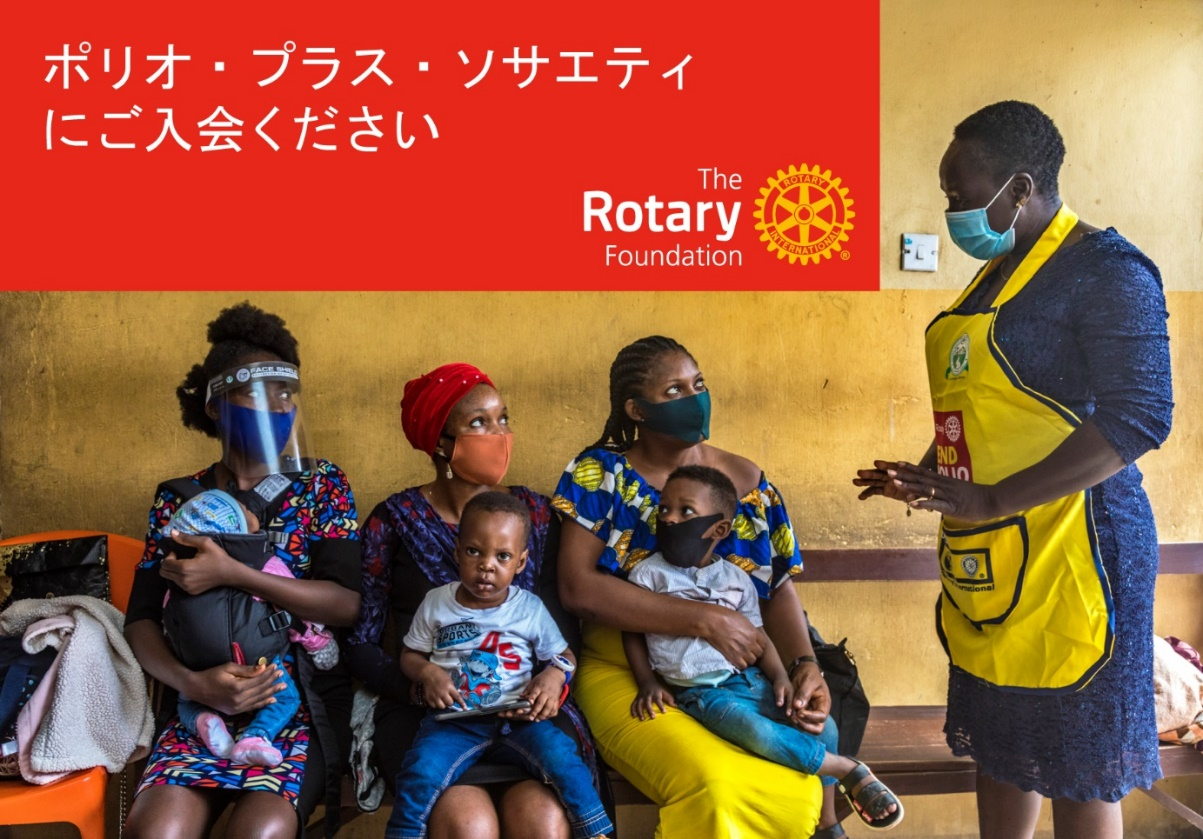 ポリオ・プラス・ソサエティ
にご入会ください
The
Rotary
Foundation
ROTARY
INTERNATIONAL
FACE SHIELD
SPORTS
END